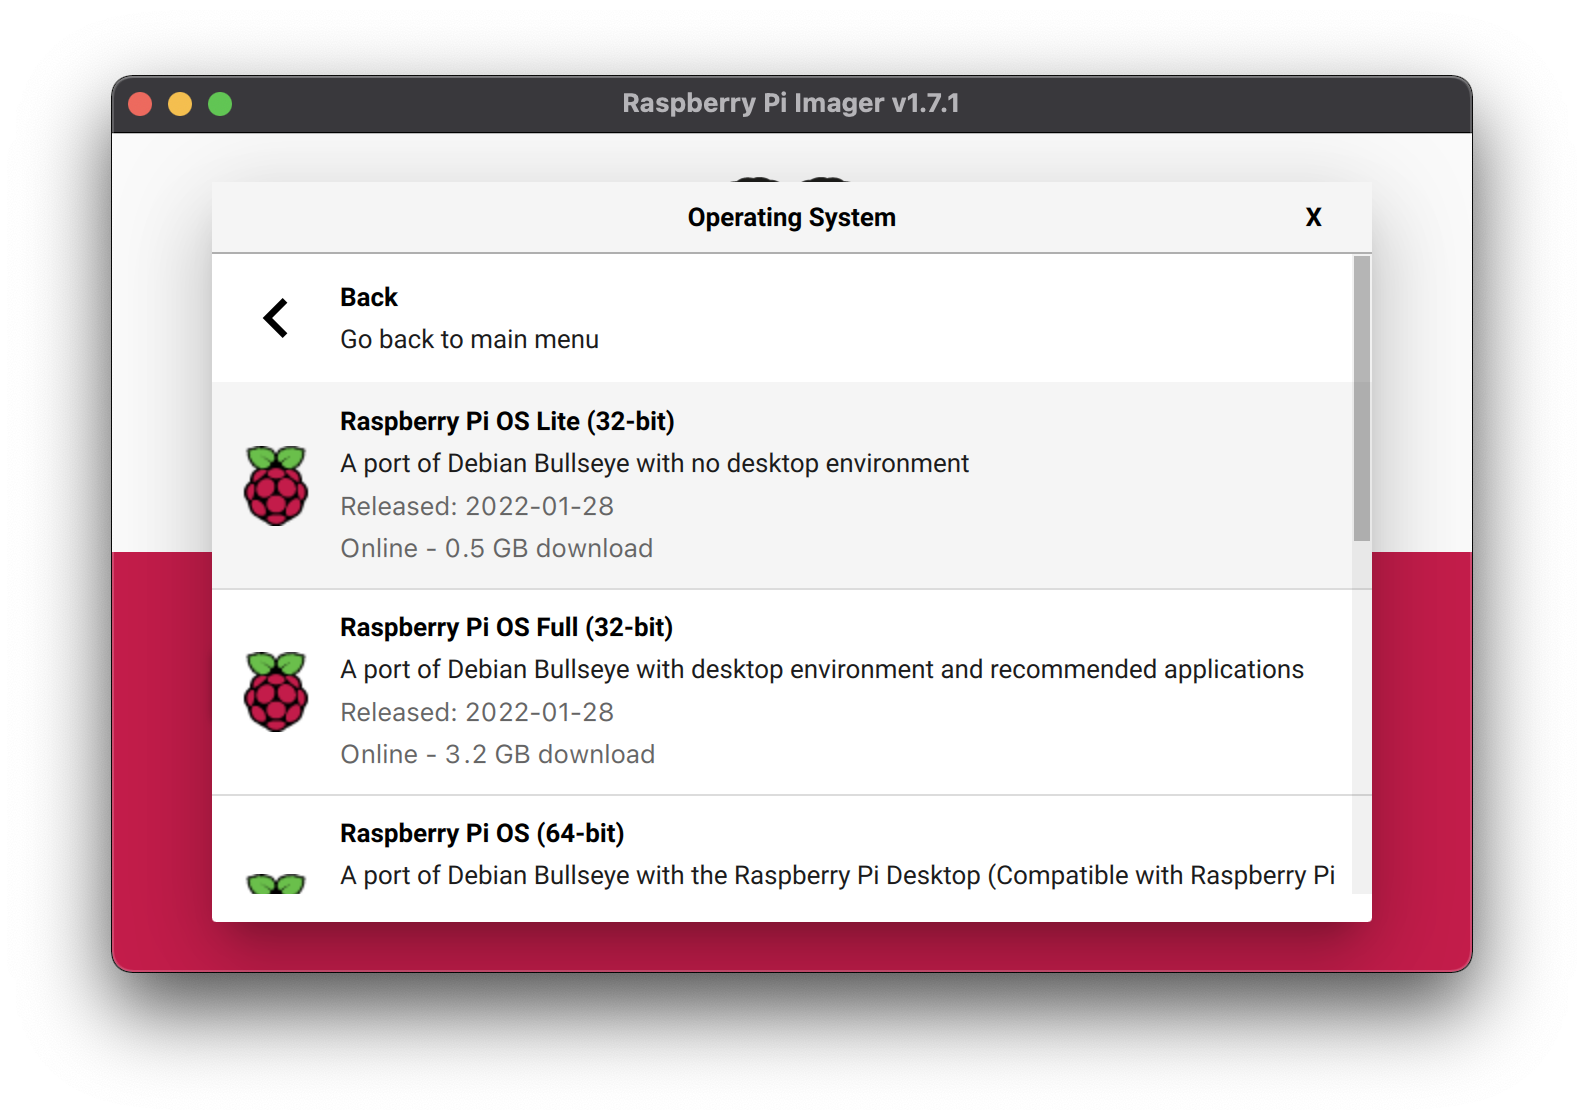 Raspberry Pi Imager v1.7.1
Operating System
X
Back
Go back to main menu
Raspberry Pi OS Lite (32-bit)
A port of Debian Bullseye with no desktop environment
Released: 2022-01-28
Online - 0.5 GB download
Raspberry Pi OS Full (32-bit)
A port of Debian Bullseye with desktop environment and recommended applications
Released: 2022-01-28
Online - 3.2 GB download
Raspberry Pi OS (64-bit)
A port of Debian Bullseye with the Raspberry Pi Desktop (Compatible with Raspberry Pi